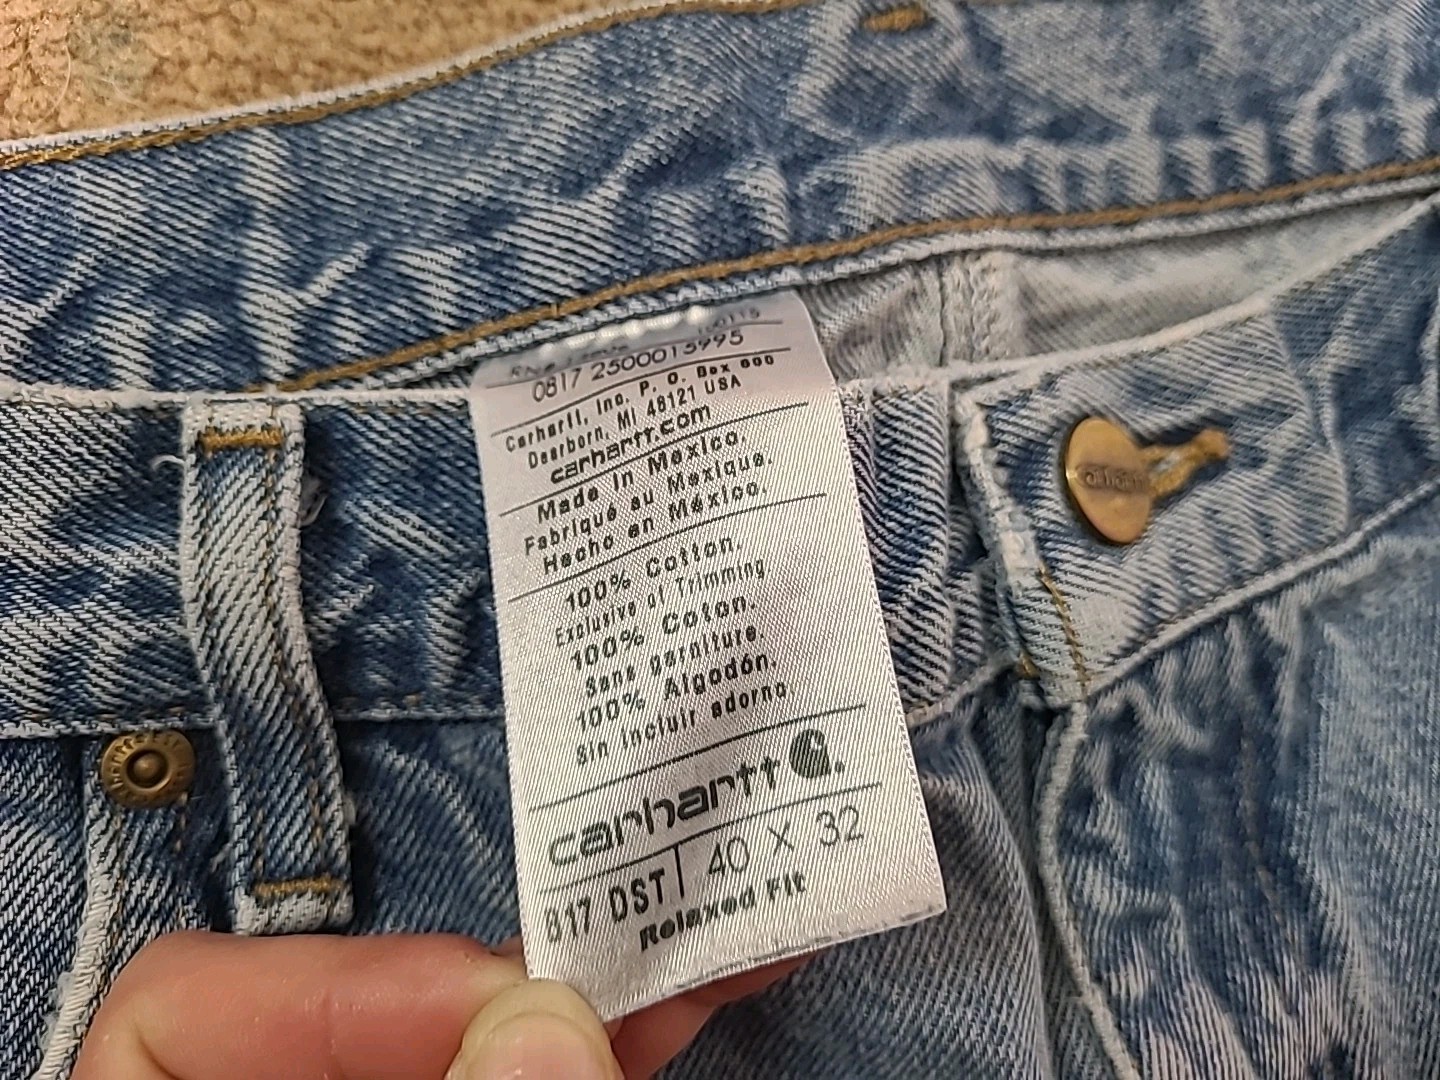 0817 2500015995
Carhartt, Inc. P. O. Box 600
Dearborn, MI 48121 USA
carhartt.com
Made in Mexico.
Fabriqué au Mexique.
Hecho en México.
100% Cotton.
Exclusive of Trimming
100% Coton.
Sans garniture.
100% Algodón.
Sin incluir adorno.
carhartt
B17 DST 40 X 32
Relaxed Fit
carhartt